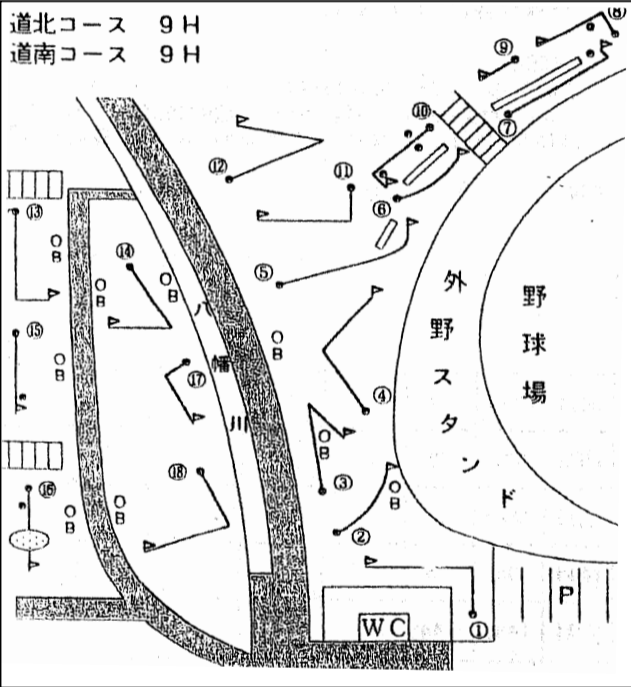 道北コース 9H
道南コース 9H
⑧
⑨
⑦
⑩
⑫
⑪
⑥
⑬
OB
⑭
OB
OB
⑤
八幡川
外野スタンド
野球場
⑮
OB
OB
⑰
④
OB
⑱
③
⑯
OB
OB
OB
②
P
WC
①